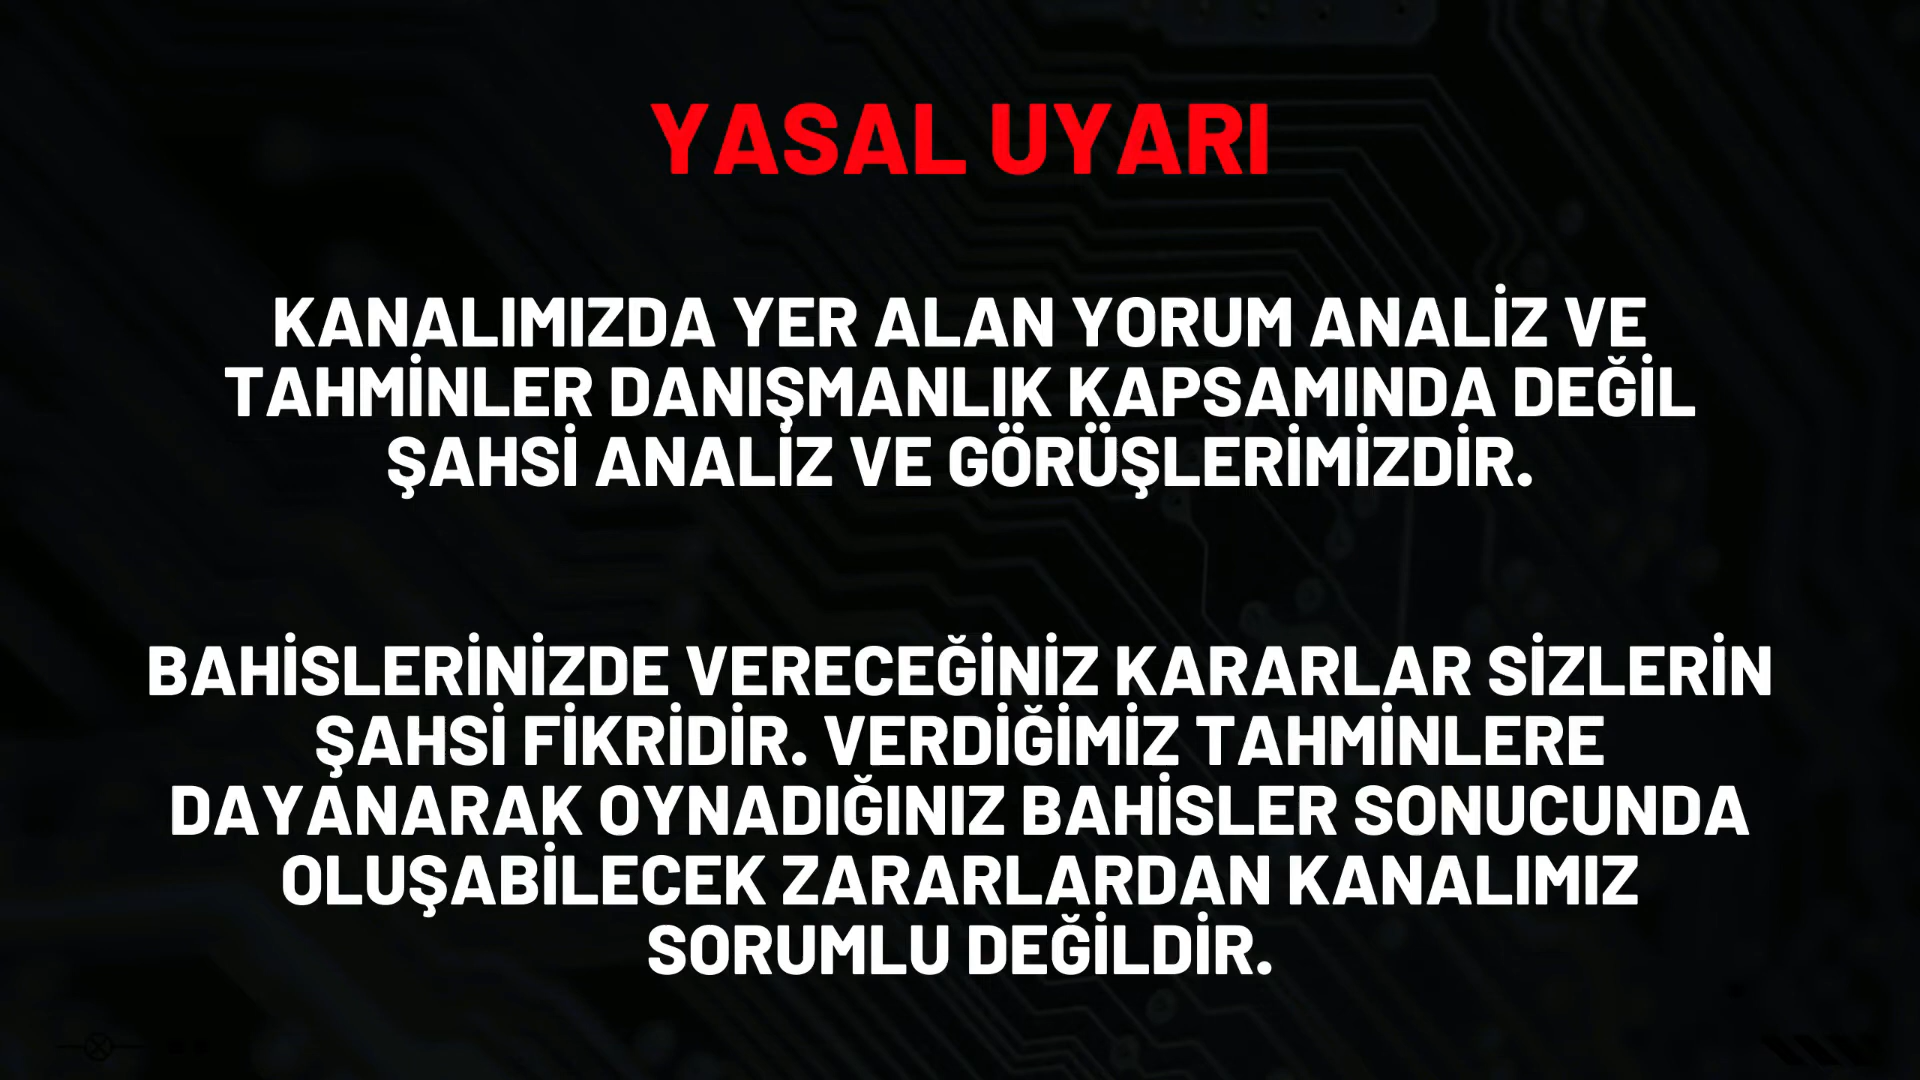 YASAL UYARI
KANALIMIZDA YER ALAN YORUM ANALİZ VE
TAHMİNLER DANIŞMANLIK KAPSAMINDA DEĞİL
ŞAHSİ ANALİZ VE GÖRÜŞLERİMİZDİR.
BAHİSLERİNİZDE VERECEĞİNİZ KARARLAR SİZLERİN
ŞAHSİ FİKRİDİR. VERDİĞİMİZ TAHMİNLERE
DAYANARAK OYNADIĞINIZ BAHİSLER SONUCUNDA
OLUŞABİLECEK ZARARLARDAN KANALIMIZ
SORUMLU DEĞİLDİR.